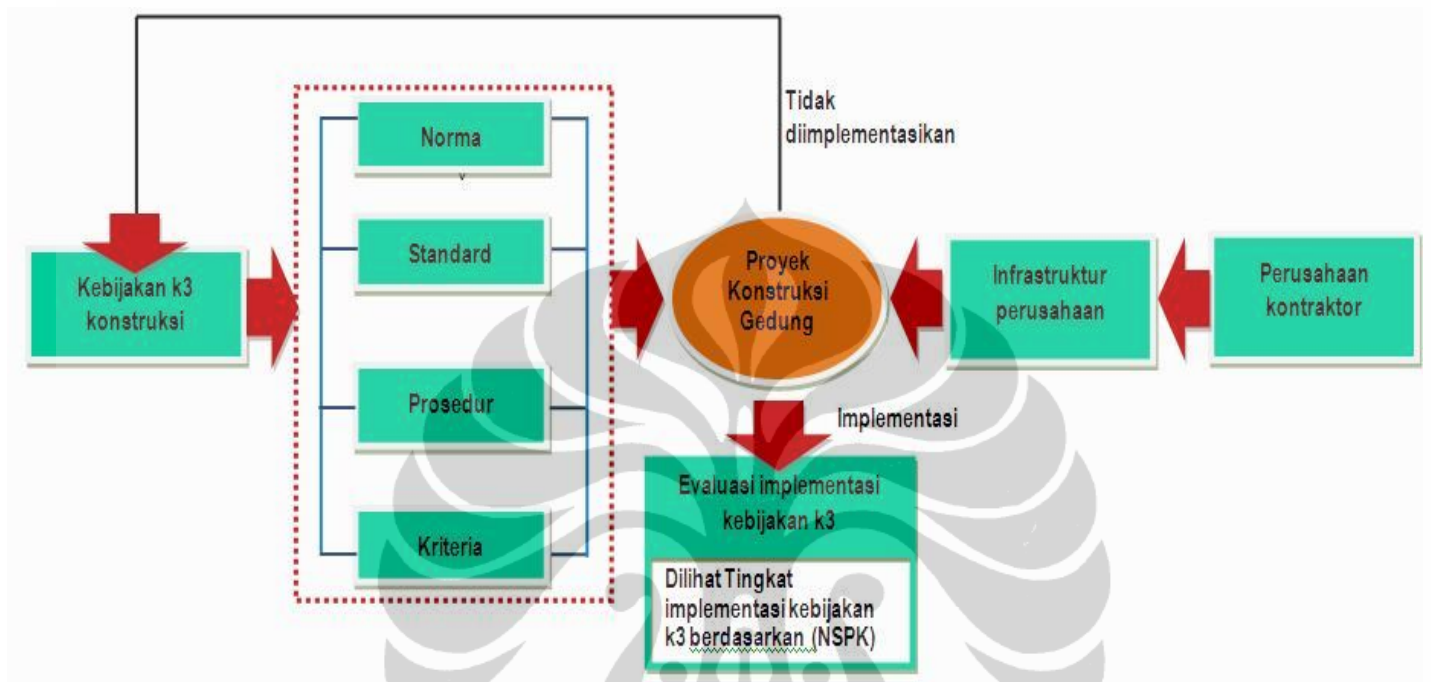 Tidak
diimplementasikan
Kebijakan k3
konstruksi
Norma
v
Standard
Prosedur
Kriteria
Proyek
Konstruksi
Gedung
Infrastruktur
perusahaan
Perusahaan
kontraktor
Implementasi
Evaluasi implementasi
kebijakan k3
Dilihat Tingkat
implementasi kebijakan
k3 berdasarkan (NSPK)